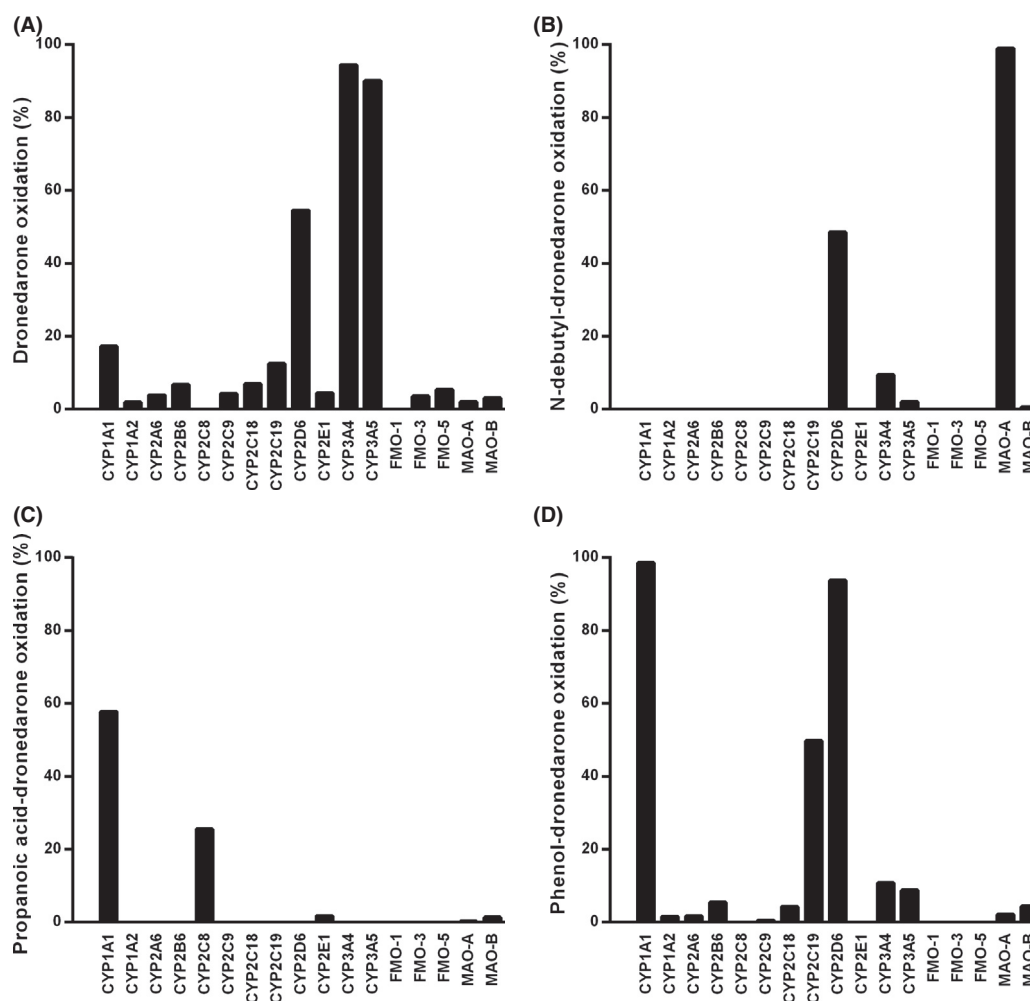 (A)
Dronedarone oxidation (%)
100
80
60
40
20
0
CYP1A1
CYP1A2
CYP2A6
CYP2B6
CYP2C8
CYP2C9
CYP2C18
CYP2C19
CYP2D6
CYP2E1
CYP3A4
CYP3A5
FMO-1
FMO-3
FMO-5
MAO-A
MAO-B
(B)
N-debutyl-dronedarone oxidation (%)
100
80
60
40
20
0
CYP1A1
CYP1A2
CYP2A6
CYP2B6
CYP2C8
CYP2C9
CYP2C18
CYP2C19
CYP2D6
CYP2E1
CYP3A4
CYP3A5
FMO-1
FMO-3
FMO-5
MAO-A
MAO-B
(C)
Propanoic acid-dronedarone oxidation (%)
100
80
60
40
20
0
CYP1A1
CYP1A2
CYP2A6
CYP2B6
CYP2C8
CYP2C9
CYP2C18
CYP2C19
CYP2D6
CYP2E1
CYP3A4
CYP3A5
FMO-1
FMO-3
FMO-5
MAO-A
MAO-B
(D)
Phenol-dronedarone oxidation (%)
100
80
60
40
20
0
CYP1A1
CYP1A2
CYP2A6
CYP2B6
CYP2C8
CYP2C9
CYP2C18
CYP2C19
CYP2D6
CYP2E1
CYP3A4
CYP3A5
FMO-1
FMO-3
FMO-5
MAO-A
MAO-B